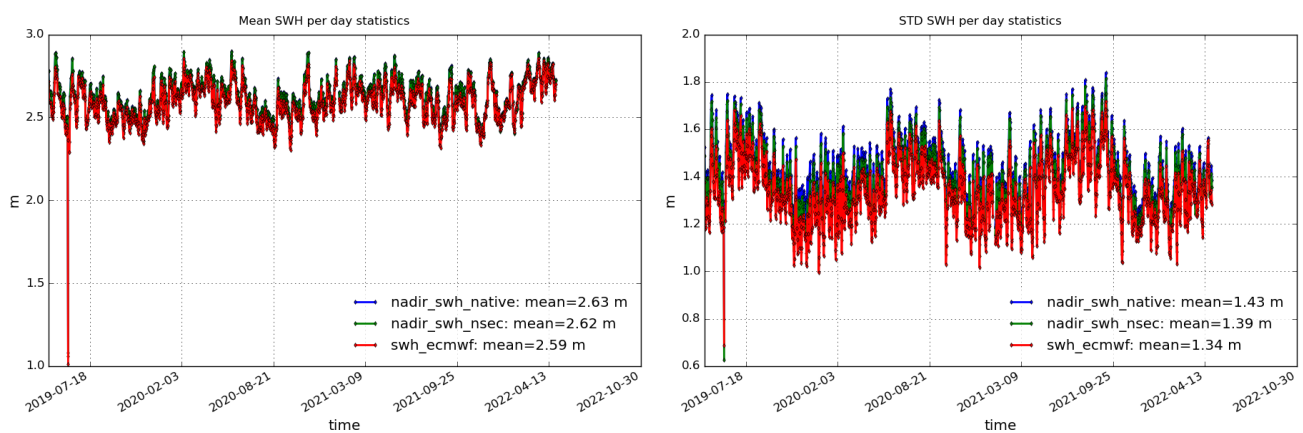 Mean SWH per day statistics
3.0
2.5
2.0
1.5
1.0
m
nadir_swh_native: mean=2.63 m
nadir_swh_nsec: mean=2.62 m
swh_ecmwf: mean=2.59 m
2019-07-18
2020-02-03
2020-08-21
2021-03-09
2021-09-25
2022-04-13
2022-10-30
time
STD SWH per day statistics
2.0
1.8
1.6
1.4
1.2
1.0
0.8
0.6
m
nadir_swh_native: mean=1.43 m
nadir_swh_nsec: mean=1.39 m
swh_ecmwf: mean=1.34 m
2019-07-18
2020-02-03
2020-08-21
2021-03-09
2021-09-25
2022-04-13
2022-10-30
time